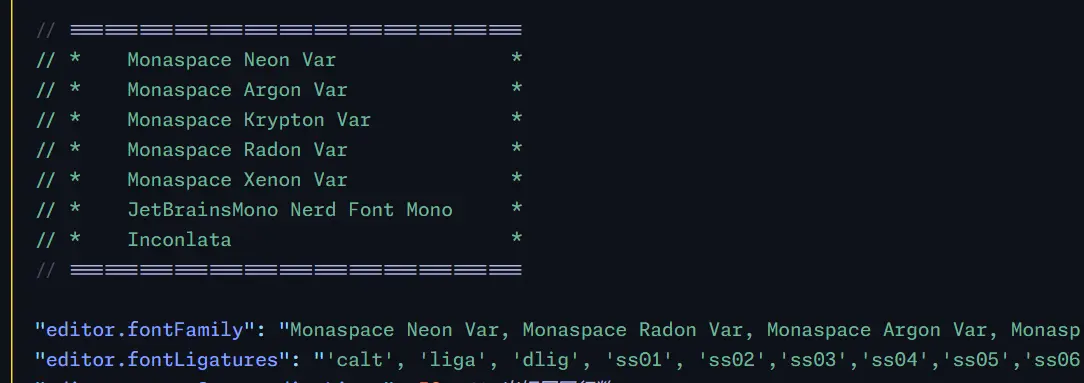 // =======================================
// *    Monaspace Neon Var               *
// *    Monaspace Argon Var              *
// *    Monaspace Krypton Var            *
// *    Monaspace Radon Var              *
// *    Monaspace Xenon Var              *
// *    JetBrainsMono Nerd Font Mono     *
// *    Inconlata                        *
// =======================================
"editor.fontFamily": "Monaspace Neon Var, Monaspace Radon Var, Monaspace Argon Var, Monasp
"editor.fontLigatures": "'calt', 'liga', 'dlig', 'ss01', 'ss02','ss03','ss04','ss05','ss06